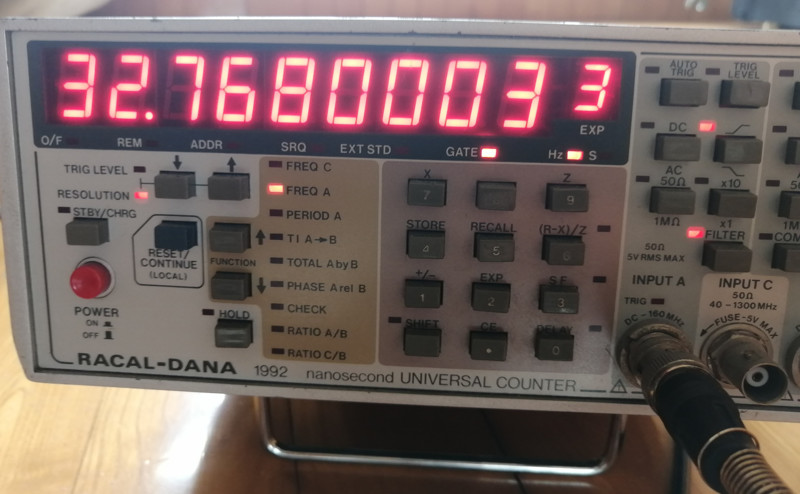 32.7680003 3
EXP
O/F REM ADDR SRQ EXT STD GATE Hz S
TRIG LEVEL
RESOLUTION
STBY/CHRG
RESET/
CONTINUE
(LOCAL)
FUNCTION
POWER
ON
OFF
HOLD
FREQ C
FREQ A
PERIOD A
T I A→B
TOTAL A by B
PHASE A rel B
CHECK
RATIO A/B
RATIO C/B
X Z
7 9
STORE RECALL (R-X)/Z
4 5 6
+/- EXP S F
1 2 3
SHIFT CE DELAY
• 0
AUTO
TRIG
TRIG
LEVEL
DC
AC
50Ω
x10
1MΩ
x1
FILTER
COM
50Ω
5V RMS MAX
INPUT A
TRIG
DC – 160 MHz
INPUT C
50Ω
40 – 1300 MHz
FUSE-5V MAX
RACAL-DANA 1992 nanosecond UNIVERSAL COUNTER